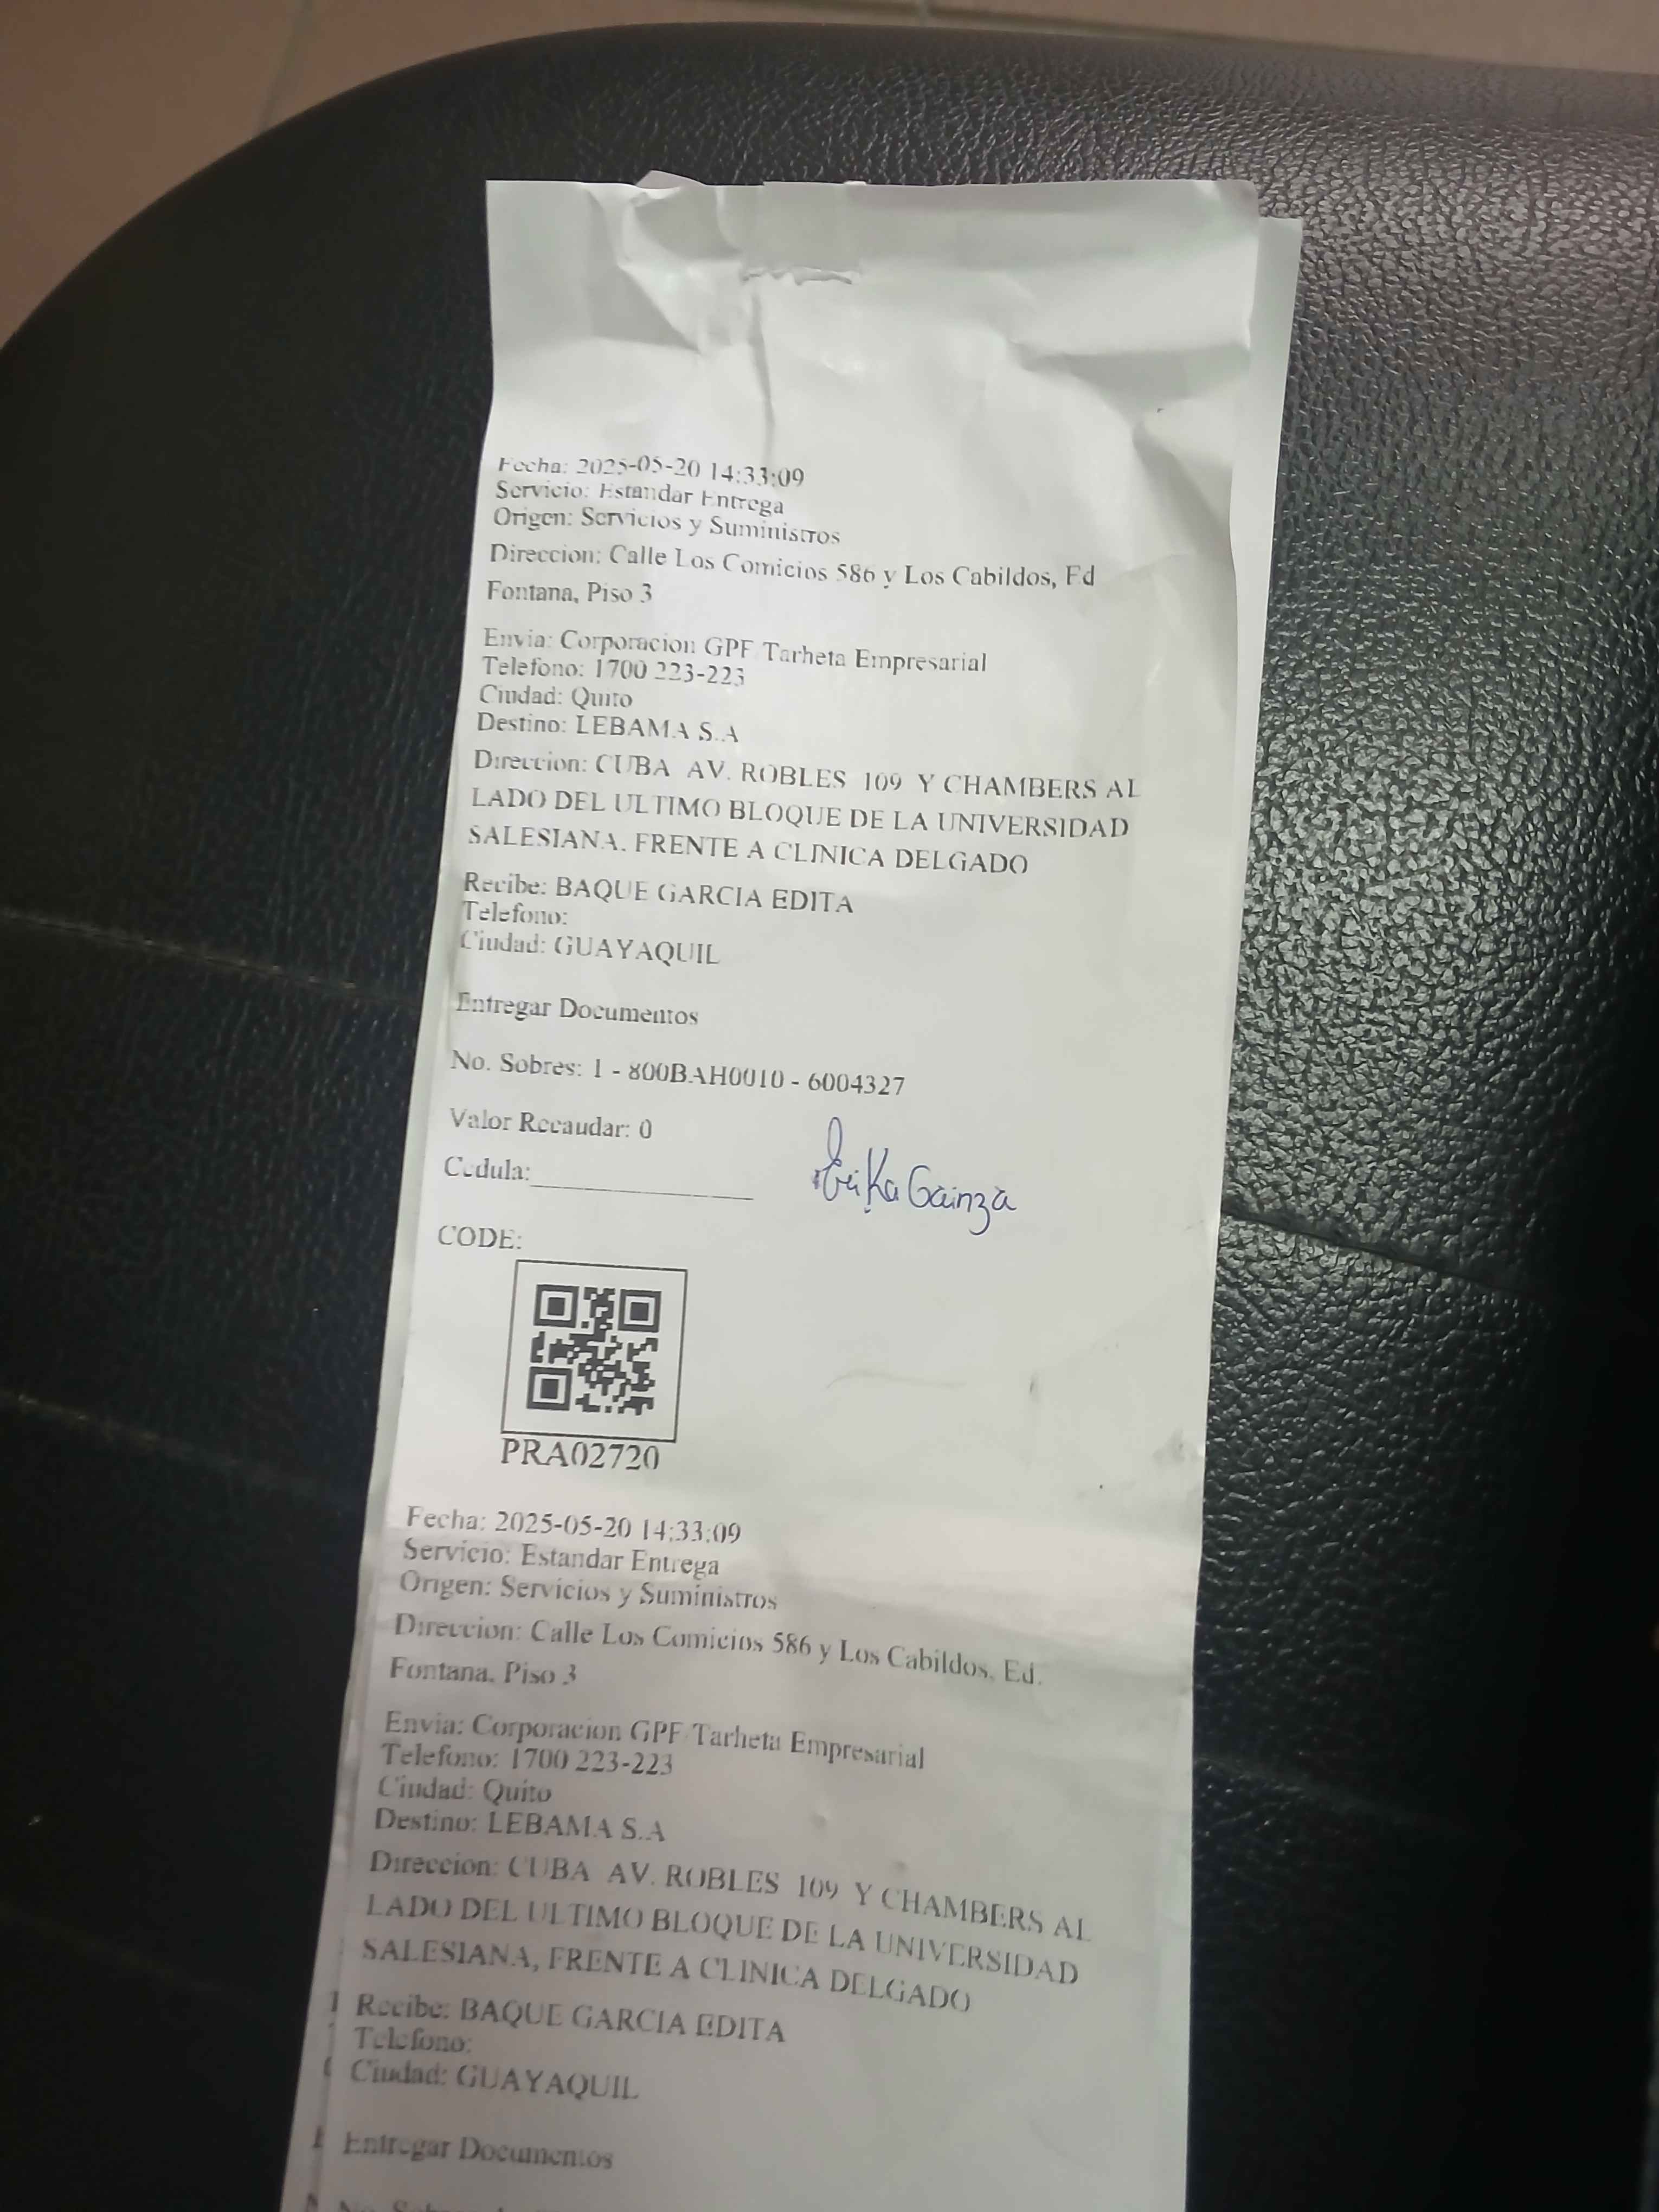 Fecha: 2025-05-20 14:33:09
Servicio: Estandar Entrega
Origen: Servicios y Suministros
Direccion: Calle Los Comicios 586 y Los Cabildos, Ed
Fontana, Piso 3
Envia: Corporacion GPF Tarheta Empresarial
Telefono: 1700 223-223
Ciudad: Quito
Destino: LEBAMA S.A
Direccion: CUBA AV. ROBLES 109 Y CHAMBERS AL
LADO DEL ULTIMO BLOQUE DE LA UNIVERSIDAD
SALESIANA. FRENTE A CLINICA DELGADO
Recibe: BAQUE GARCIA EDITA
Telefono:
Ciudad: GUAYAQUIL
Entregar Documentos
No. Sobres: 1 - 800BAH0010 - 6004327
Valor Recaudar: 0
Cedula: Erika Gainza
CODE:
PRA02720
Fecha: 2025-05-20 14:33:09
Servicio: Estandar Entrega
Origen: Servicios y Suministros
Direccion: Calle Los Comicios 586 y Los Cabildos, Ed.
Fontana, Piso 3
Envia: Corporacion GPF Tarheta Empresarial
Telefono: 1700 223-223
Ciudad: Quito
Destino: LEBAMA S.A
Direccion: CUBA AV. ROBLES 109 Y CHAMBERS AL
LADO DEL ULTIMO BLOQUE DE LA UNIVERSIDAD
SALESIANA, FRENTE A CLINICA DELGADO
Recibe: BAQUE GARCIA EDITA
Telefono:
Ciudad: GUAYAQUIL
Entregar Documentos